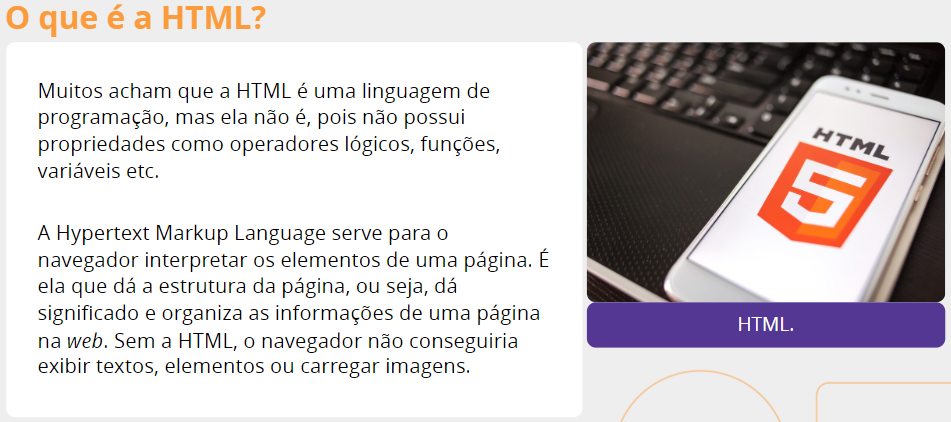 O que é a HTML?
Muitos acham que a HTML é uma linguagem de
programação, mas ela não é, pois não possui
propriedades como operadores lógicos, funções,
variáveis etc.
A Hypertext Markup Language serve para o
navegador interpretar os elementos de uma página. É
ela que dá a estrutura da página, ou seja, dá
significado e organiza as informações de uma página
na web. Sem a HTML, o navegador não conseguiria
exibir textos, elementos ou carregar imagens.
HTML
5
HTML.